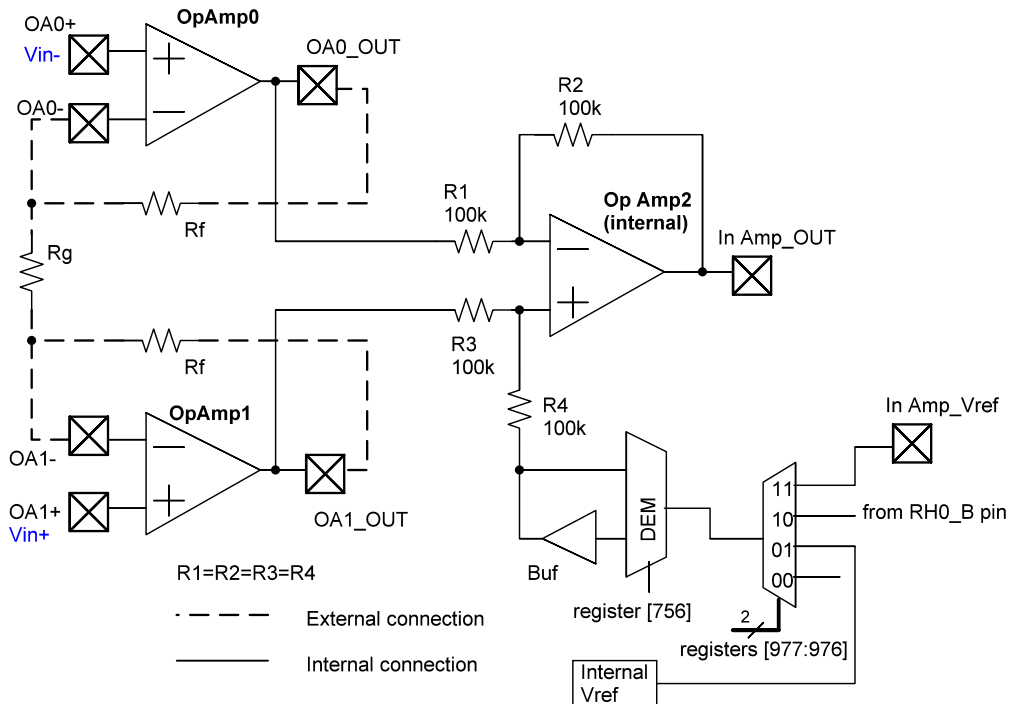 OpAmp0
OA0+
Vin-
OA0_OUT
OA0-
R2
100k
R1
100k
Op Amp2
(internal)
Rf
In Amp_OUT
Rg
Rf
R3
100k
OpAmp1
R4
100k
In Amp_Vref
OA1-
OA1+
Vin+
OA1_OUT
DEM
11
10
from RH0_B pin
01
00
Buf
R1=R2=R3=R4
register [756]
External connection
2
registers [977:976]
Internal connection
Internal
Vref